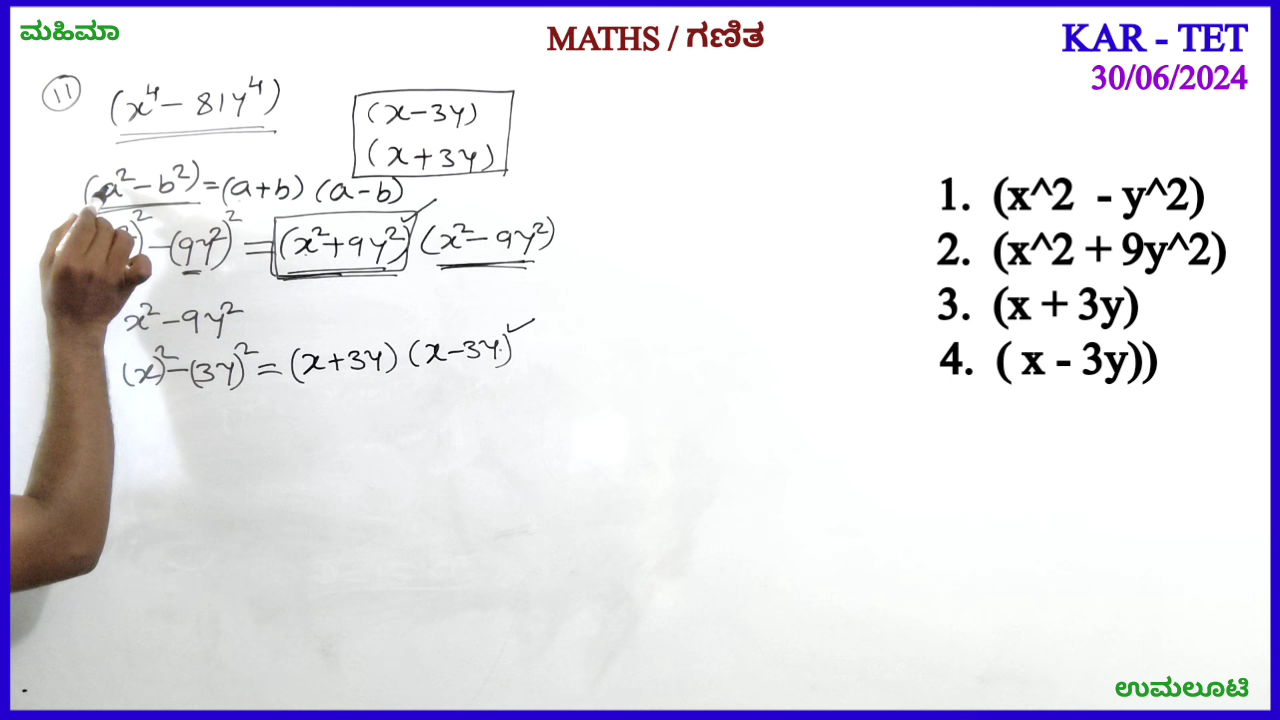 ಮಹಿಮಾ
MATHS / ಗಣಿತ
KAR - TET
30/06/2024
11
(x⁴ - 81y⁴)
(x-3y)
(x+3y)
(a²-b²)=(a+b) (a-b)
)²-(9y²)² = (x²+9y²) (x²-9y²)
x²-9y²
(x)²-(3y)² = (x+3y) (x-3y)
1. (x^2 - y^2)
2. (x^2 + 9y^2)
3. (x + 3y)
4. ( x - 3y))
ಉಮಲೂಟಿ